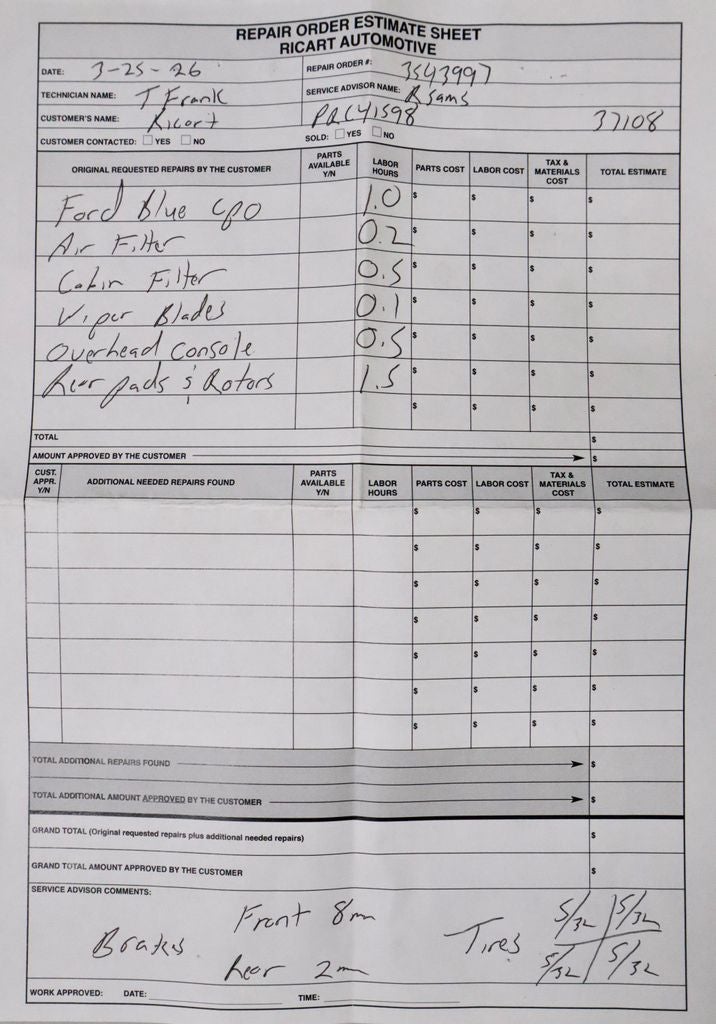 REPAIR ORDER ESTIMATE SHEET
RICART AUTOMOTIVE
DATE: 3-25-26 REPAIR ORDER #: 3543997
TECHNICIAN NAME: T Frank SERVICE ADVISOR NAME: R Sams
CUSTOMER'S NAME: Ricart PRC41598 37108
CUSTOMER CONTACTED: YES NO SOLD: YES NO
ORIGINAL REQUESTED REPAIRS BY THE CUSTOMER PARTS AVAILABLE Y/N LABOR HOURS PARTS COST LABOR COST TAX & MATERIALS COST TOTAL ESTIMATE
Ford Blue CPO 1.0 $ $ $ $
Air Filter 0.2 $ $ $ $
Cabin Filter 0.5 $ $ $ $
Viper Blades 0.1 $ $ $ $
Overhead Console 0.5 $ $ $ $
Rear pads & Rotors 1.5 $ $ $ $
$ $ $ $
TOTAL $
AMOUNT APPROVED BY THE CUSTOMER $
CUST. APPR. Y/N ADDITIONAL NEEDED REPAIRS FOUND PARTS AVAILABLE Y/N LABOR HOURS PARTS COST LABOR COST TAX & MATERIALS COST TOTAL ESTIMATE
$ $ $ $
$ $ $ $
$ $ $ $
$ $ $ $
$ $ $ $
$ $ $ $
$ $ $ $
TOTAL ADDITIONAL REPAIRS FOUND $
TOTAL ADDITIONAL AMOUNT APPROVED BY THE CUSTOMER $
GRAND TOTAL (Original requested repairs plus additional needed repairs) $
GRAND TOTAL AMOUNT APPROVED BY THE CUSTOMER $
SERVICE ADVISOR COMMENTS:
Brakes Front 8mm Tires 5/32 5/32
Rear 2mm 5/32 5/32
WORK APPROVED: DATE: TIME: